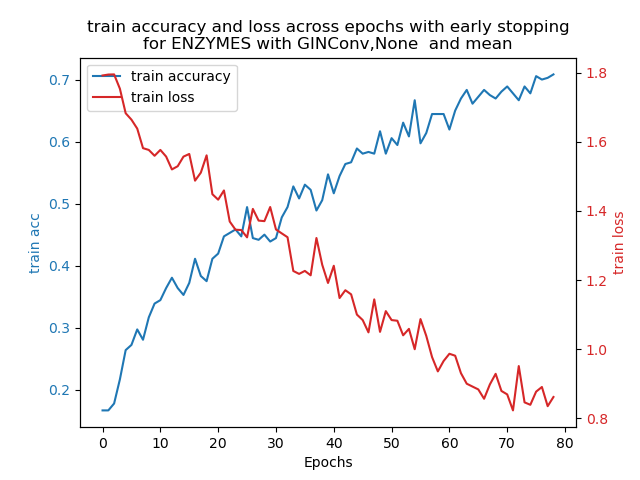 train accuracy and loss across epochs with early stopping
for ENZYMES with GINConv,None  and mean
train accuracy
train loss
0.7
0.6
0.5
0.4
0.3
0.2
train acc
1.8
1.6
1.4
1.2
1.0
0.8
train loss
0 10 20 30 40 50 60 70 80
Epochs